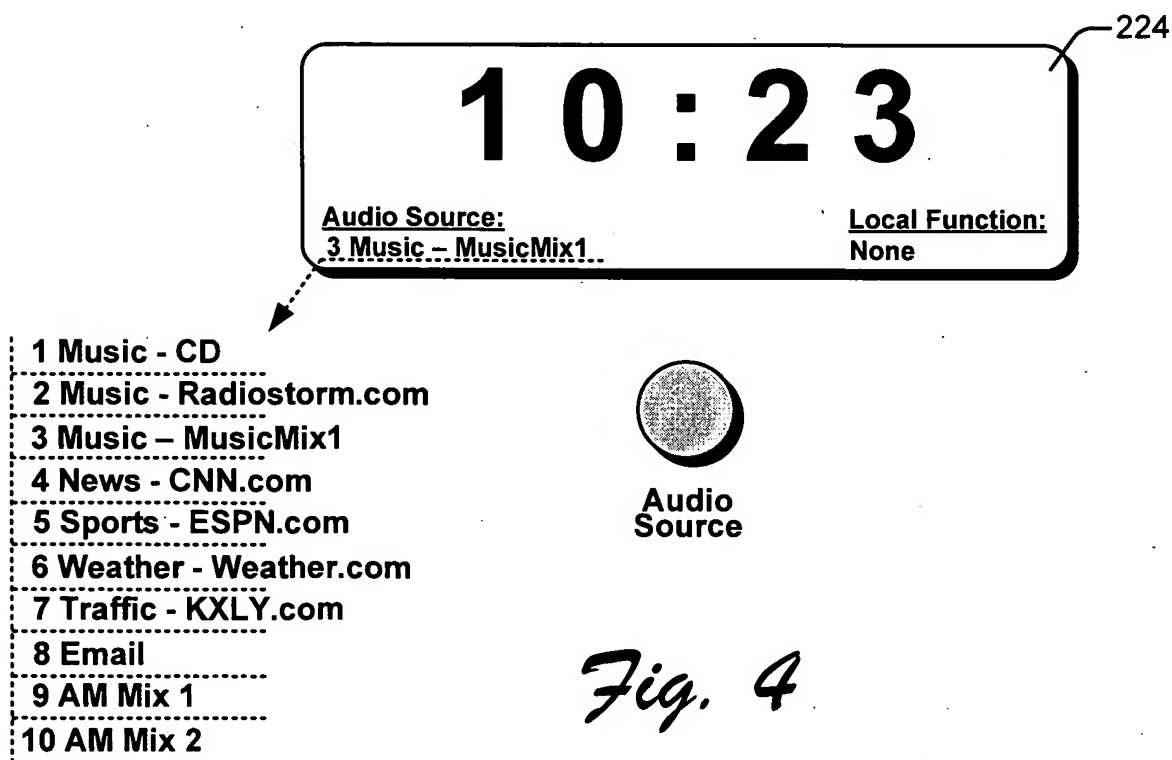 224
10:23
Audio Source:
3 Music – MusicMix1
Local Function:
None
1 Music - CD
2 Music - Radiostorm.com
3 Music – MusicMix1
4 News - CNN.com
5 Sports - ESPN.com
6 Weather - Weather.com
7 Traffic - KXLY.com
8 Email
9 AM Mix 1
10 AM Mix 2
Audio
Source
Fig. 4